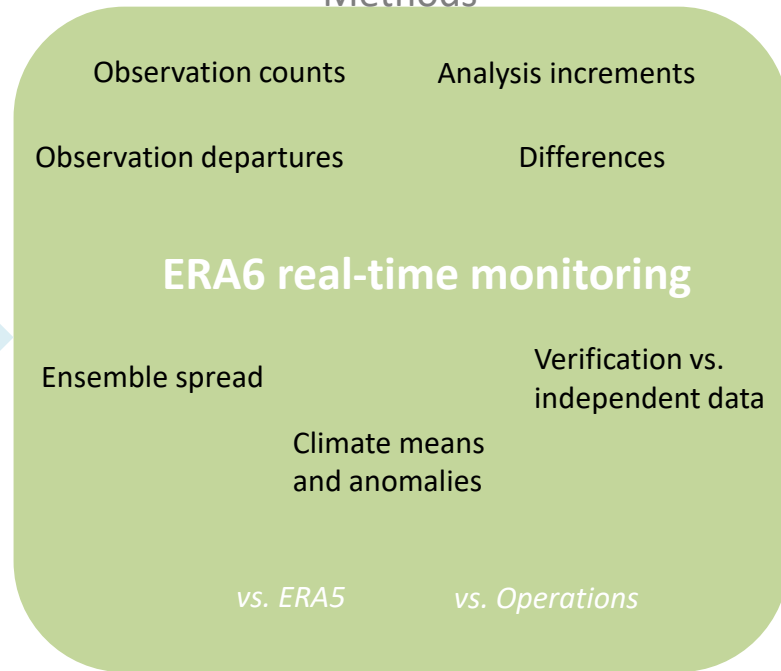 Methods
Observation counts
Analysis increments
Observation departures
Differences
ERA6 real-time monitoring
Ensemble spread
Verification vs.
independent data
Climate means
and anomalies
vs. ERA5
vs. Operations